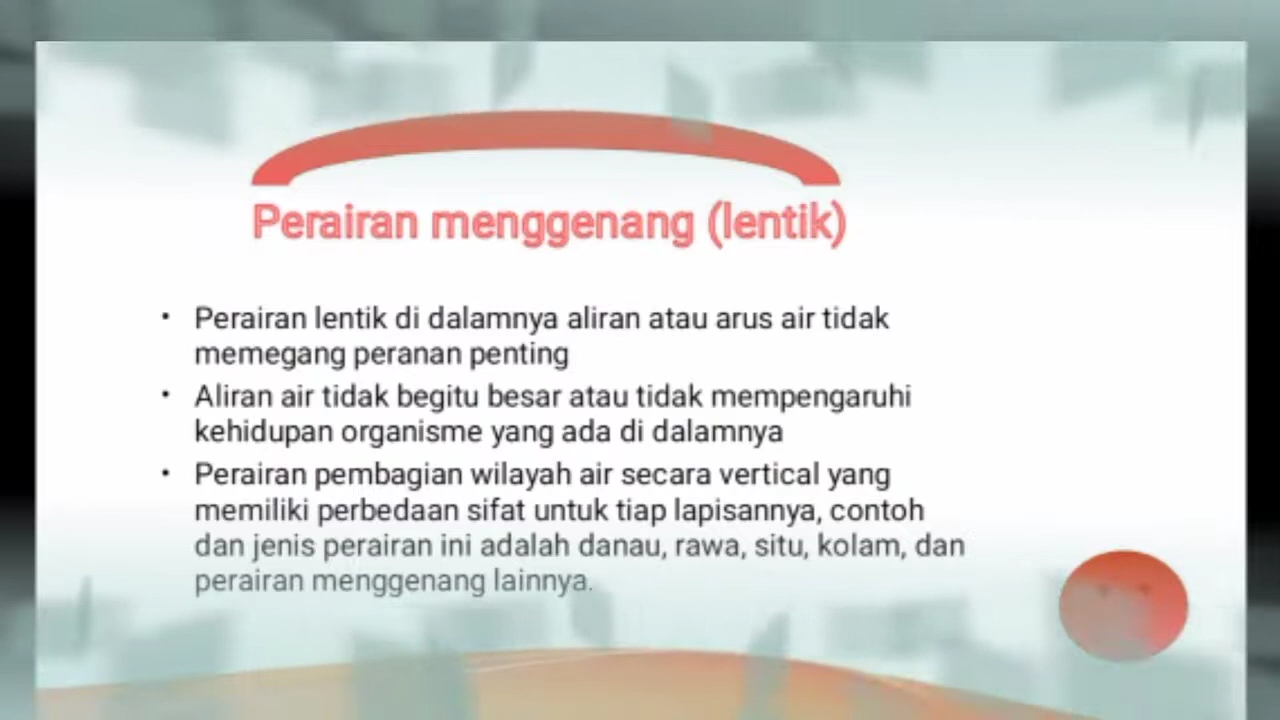 Perairan menggenang (lentik)
• Perairan lentik di dalamnya aliran atau arus air tidak
memegang peranan penting
• Aliran air tidak begitu besar atau tidak mempengaruhi
kehidupan organisme yang ada di dalamnya
• Perairan pembagian wilayah air secara vertical yang
memiliki perbedaan sifat untuk tiap lapisannya, contoh
dan jenis perairan ini adalah danau, rawa, situ, kolam, dan
perairan menggenang lainnya.